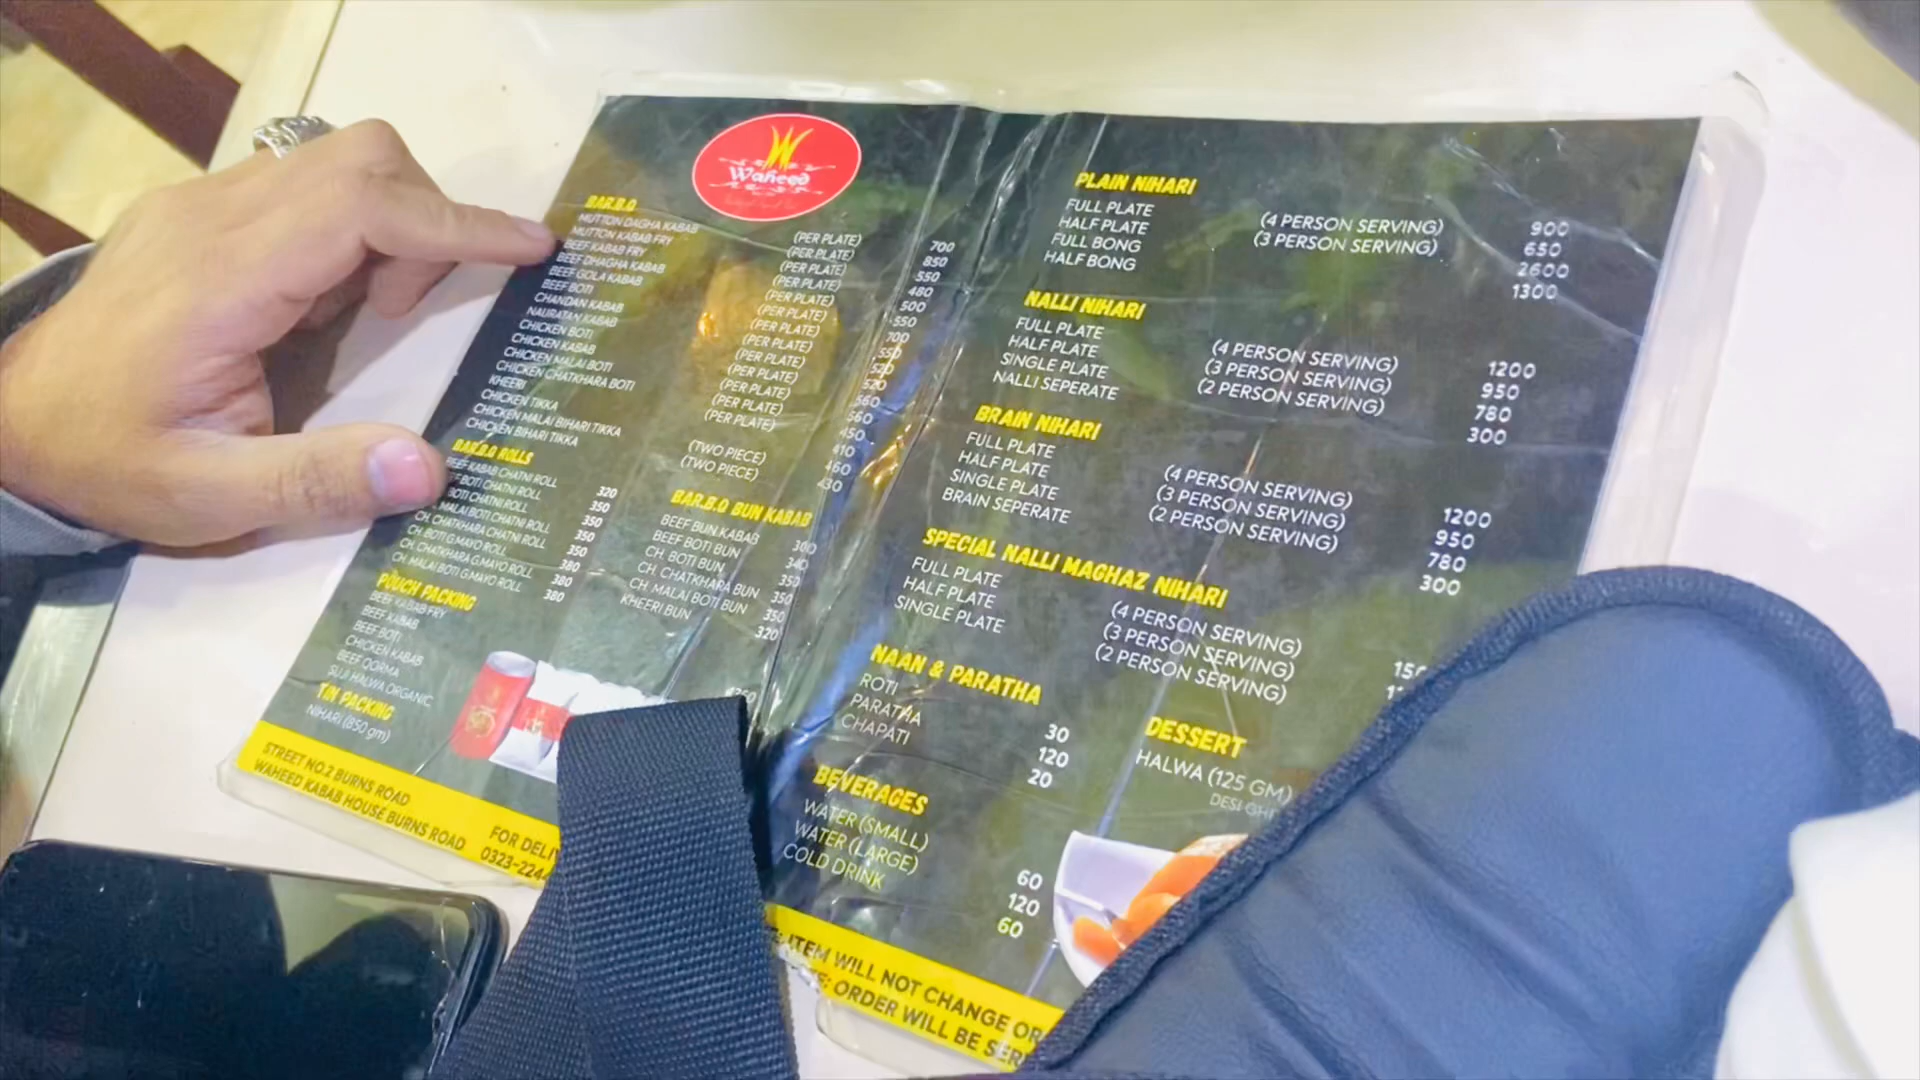 Waheed
BAR.B.Q
MUTTON DAGHA KABAB (PER PLATE) 700
MUTTON KABAB FRY (PER PLATE) 850
BEEF KABAB FRY (PER PLATE) 550
BEEF DHAGHA KABAB (PER PLATE) 480
BEEF GOLA KABAB (PER PLATE) 500
BEEF BOTI (PER PLATE) 550
CHANDAN KABAB (PER PLATE) 700
NAURATAN KABAB (PER PLATE) 550
CHICKEN BOTI (PER PLATE) 520
CHICKEN KABAB (PER PLATE) 520
CHICKEN MALAI BOTI (PER PLATE) 560
CHICKEN CHATKHARA BOTI (PER PLATE) 560
KHEERI (PER PLATE) 450
CHICKEN TIKKA 410
CHICKEN MALAI BIHARI TIKKA (TWO PIECE) 460
CHICKEN BIHARI TIKKA (TWO PIECE) 430
BAR.B.Q ROLLS
BEEF KABAB CHATNI ROLL 320
BOTI CHATNI ROLL 350
BOTI CHATNI ROLL 350
MALAI BOTI CHATNI ROLL 350
CH. CHATKHARA CHATNI ROLL 350
CH. BOTI G.MAYO ROLL 380
CH. CHATKHARA G.MAYO ROLL 380
CH. MALAI BOTI G.MAYO ROLL 380
BAR.B.Q BUN KABAB
BEEF BUN KABAB 300
BEEF BOTI BUN 340
CH. BOTI BUN 350
CH. CHATKHARA BUN 350
CH. MALAI BOTI BUN 350
KHEERI BUN 320
POUCH PACKING
BEEF KABAB FRY
BEEF KABAB
BEEF BOTI
CHICKEN KABAB
BEEF QORMA
SUJI HALWA ORGANIC
TIN PACKING
NIHARI (850 gm)
STREET NO.2 BURNS ROAD
WAHEED KABAB HOUSE BURNS ROAD
FOR DELI
0323-224
PLAIN NIHARI
FULL PLATE (4 PERSON SERVING) 900
HALF PLATE (3 PERSON SERVING) 650
FULL BONG 2600
HALF BONG 1300
NALLI NIHARI
FULL PLATE (4 PERSON SERVING) 1200
HALF PLATE (3 PERSON SERVING) 950
SINGLE PLATE (2 PERSON SERVING) 780
NALLI SEPERATE 300
BRAIN NIHARI
FULL PLATE (4 PERSON SERVING) 1200
HALF PLATE (3 PERSON SERVING) 950
SINGLE PLATE (2 PERSON SERVING) 780
BRAIN SEPERATE 300
SPECIAL NALLI MAGHAZ NIHARI
FULL PLATE (4 PERSON SERVING)
HALF PLATE (3 PERSON SERVING)
SINGLE PLATE (2 PERSON SERVING)
NAAN & PARATHA
ROTI 30
PARATHA 120
CHAPATI 20
DESSERT
HALWA (125 GM)
DESI GHI
BEVERAGES
WATER (SMALL) 60
WATER (LARGE) 120
COLD DRINK 60
ITEM WILL NOT CHANGE OR
ORDER WILL BE SER